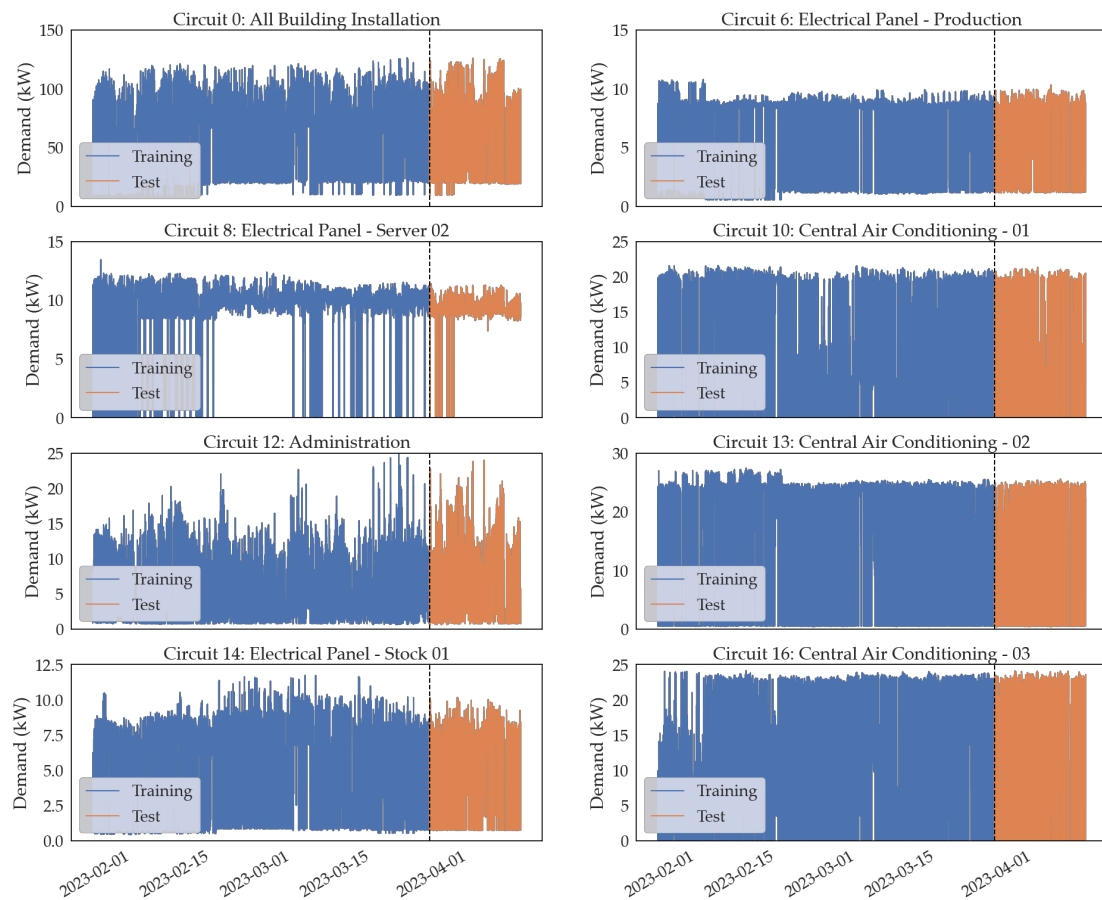 Circuit 0: All Building Installation
150
100
50
0
Demand (kW)
Training
Test
Circuit 6: Electrical Panel - Production
15
10
5
0
Demand (kW)
Training
Test
Circuit 8: Electrical Panel - Server 02
15
10
5
0
Demand (kW)
Training
Test
Circuit 10: Central Air Conditioning - 01
25
20
15
10
5
0
Demand (kW)
Training
Test
Circuit 12: Administration
25
20
15
10
5
0
Demand (kW)
Training
Test
Circuit 13: Central Air Conditioning - 02
30
20
10
0
Demand (kW)
Training
Test
Circuit 14: Electrical Panel - Stock 01
12.5
10.0
7.5
5.0
2.5
0.0
Demand (kW)
Training
Test
2023-02-01
2023-02-15
2023-03-01
2023-03-15
2023-04-01
Circuit 16: Central Air Conditioning - 03
25
20
15
10
5
0
Demand (kW)
Training
Test
2023-02-01
2023-02-15
2023-03-01
2023-03-15
2023-04-01